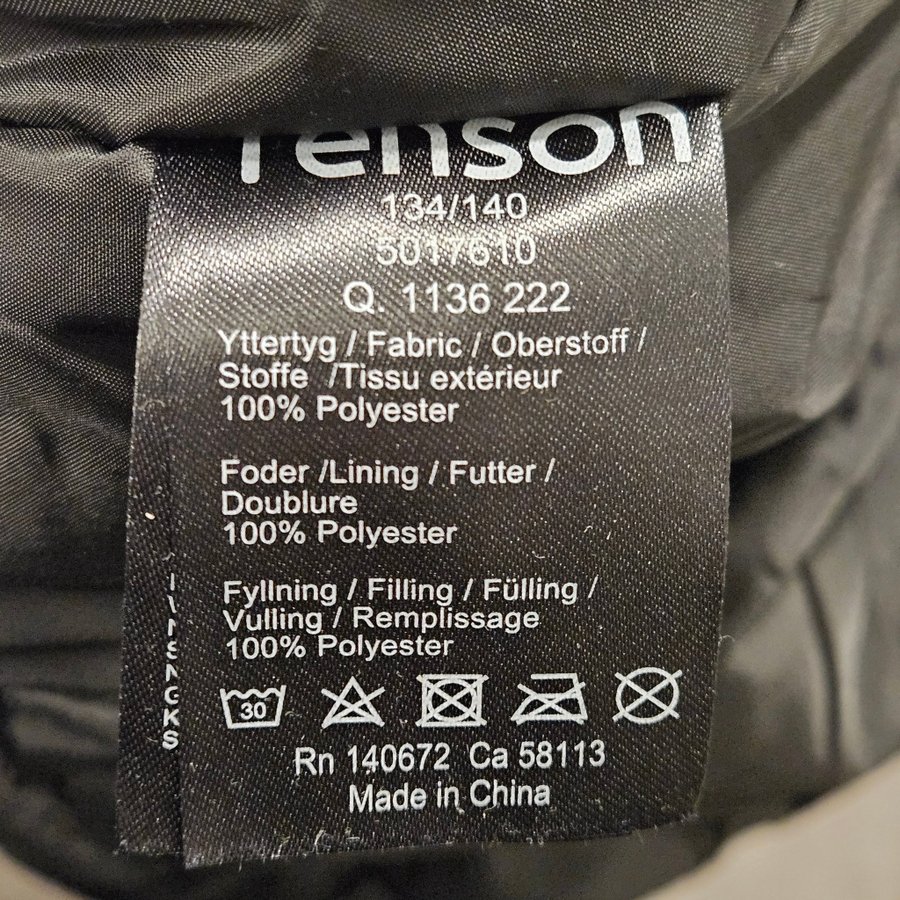 Tenson
134/140
5017610
Q. 1136 222
Yttertyg / Fabric / Oberstoff /
Stoffe /Tissu extérieur
100% Polyester
Foder /Lining / Futter /
Doublure
100% Polyester
Fyllning / Filling / Fülling /
Vulling / Remplissage
100% Polyester
30
Rn 140672 Ca 58113
Made in China